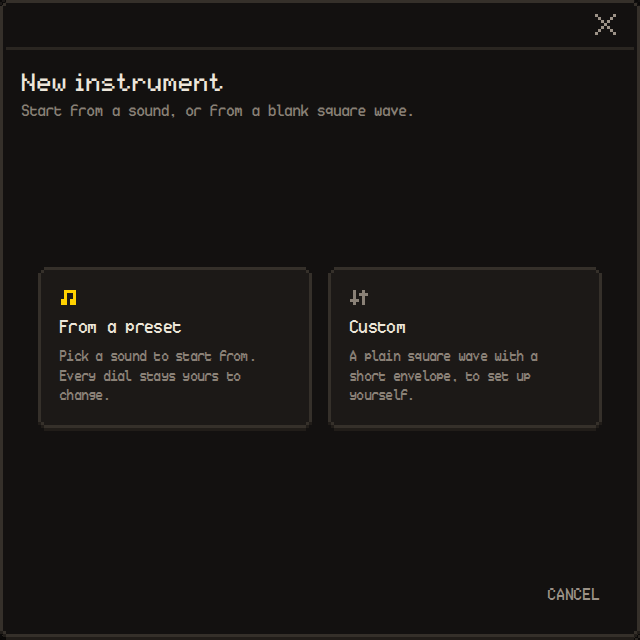 New instrument
Start from a sound, or from a blank square wave.
From a preset
Pick a sound to start from.
Every dial stays yours to
change.
Custom
A plain square wave with a
short envelope, to set up
yourself.
CANCEL